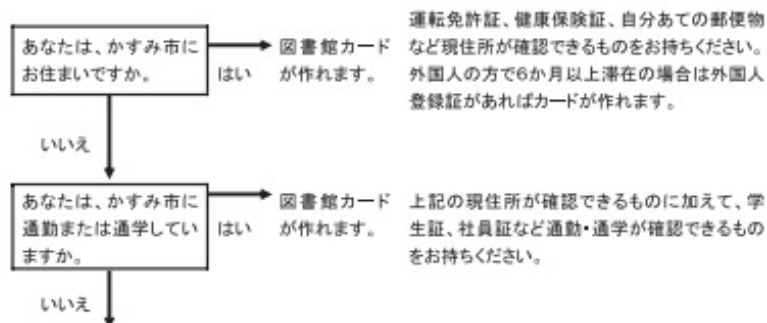 あなたは、かすみ市に
お住まいですか。
はい
図書館カード
が作れます。
運転免許証、健康保険証、自分あての郵便物
など現住所が確認できるものをお持ちください。
外国人の方で6か月以上滞在の場合は外国人
登録証があればカードが作れます。
いいえ
あなたは、かすみ市に
通勤または通学してい
ますか。
はい
図書館カード
が作れます。
上記の現住所が確認できるものに加えて、学
生証、社員証など通勤・通学が確認できるもの
をお持ちください。
いいえ